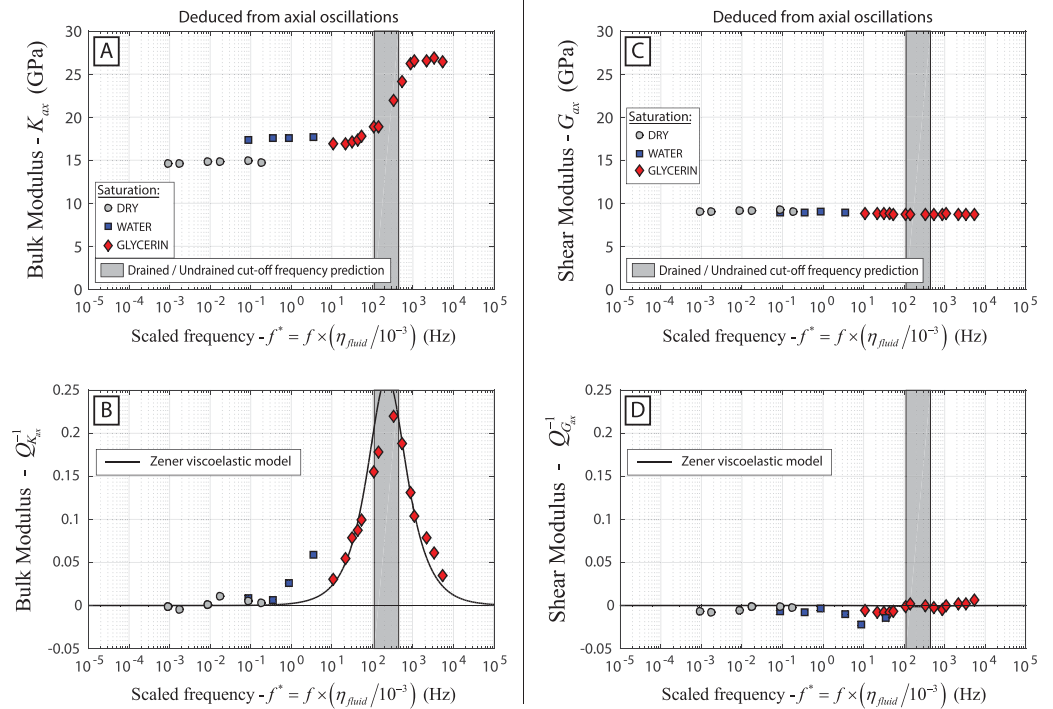 Deduced from axial oscillations
A
Bulk Modulus - K_ax (GPa)
30
25
20
15
10
5
0
Saturation:
DRY
WATER
GLYCERIN
Drained / Undrained cut-off frequency prediction
10^-5 10^-4 10^-3 10^-2 10^-1 10^0 10^1 10^2 10^3 10^4 10^5
Scaled frequency - f* = f × (η_fluid/10^-3) (Hz)
Deduced from axial oscillations
C
Shear Modulus - G_ax (GPa)
30
25
20
15
10
5
0
Saturation:
DRY
WATER
GLYCERIN
Drained / Undrained cut-off frequency prediction
10^-5 10^-4 10^-3 10^-2 10^-1 10^0 10^1 10^2 10^3 10^4 10^5
Scaled frequency - f* = f × (η_fluid/10^-3) (Hz)
B
Bulk Modulus - Q^-1_K_ax
0.25
0.2
0.15
0.1
0.05
0
-0.05
Zener viscoelastic model
10^-5 10^-4 10^-3 10^-2 10^-1 10^0 10^1 10^2 10^3 10^4 10^5
Scaled frequency - f* = f × (η_fluid/10^-3) (Hz)
D
Shear Modulus - Q^-1_G_ax
0.25
0.2
0.15
0.1
0.05
0
-0.05
Zener viscoelastic model
10^-5 10^-4 10^-3 10^-2 10^-1 10^0 10^1 10^2 10^3 10^4 10^5
Scaled frequency - f* = f × (η_fluid/10^-3) (Hz)